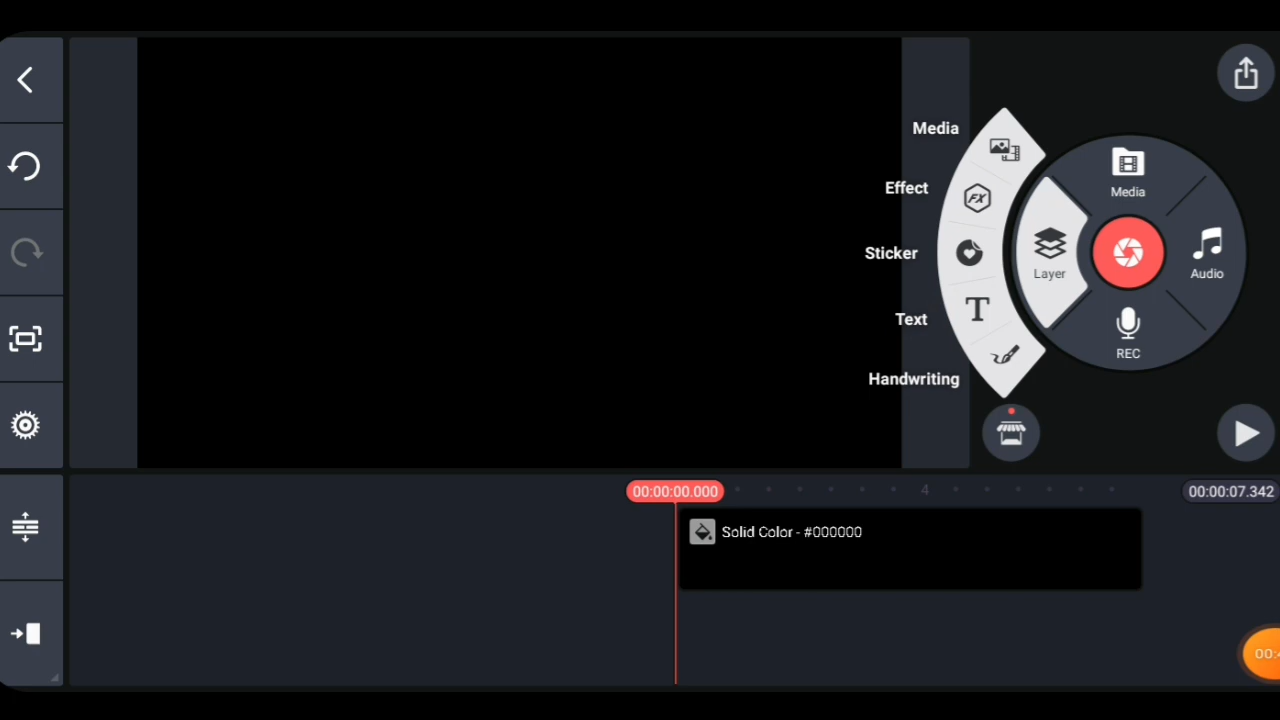 Media
Effect
Sticker
Text
Handwriting
Media
Layer
Audio
REC
00:00:00.000
4
00:00:07.342
Solid Color - #000000